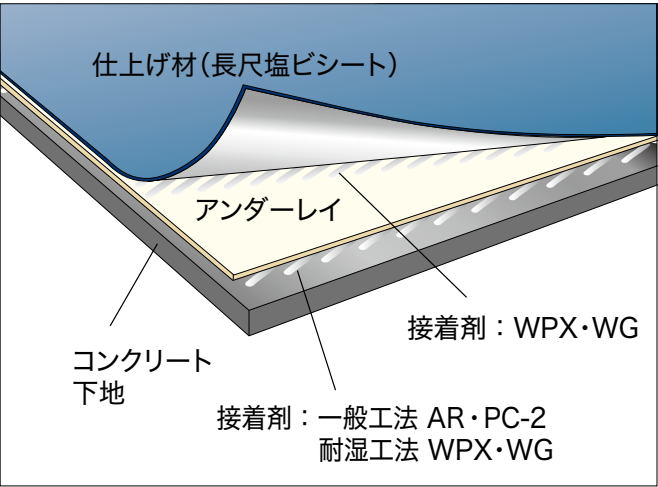 仕上げ材（長尺塩ビシート）
アンダーレイ
接着剤：WPX・WG
コンクリート
下地
接着剤：一般工法 AR・PC-2
耐湿工法 WPX・WG